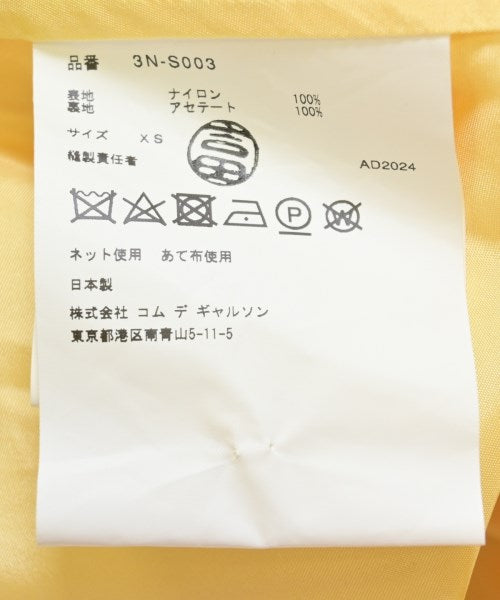 品番 3N-S003
表地 ナイロン 100%
裏地 アセテート 100%
サイズ XS
縫製責任者
AD2024
P
W
ネット使用 あて布使用
日本製
株式会社 コム デ ギャルソン
東京都港区南青山5-11-5